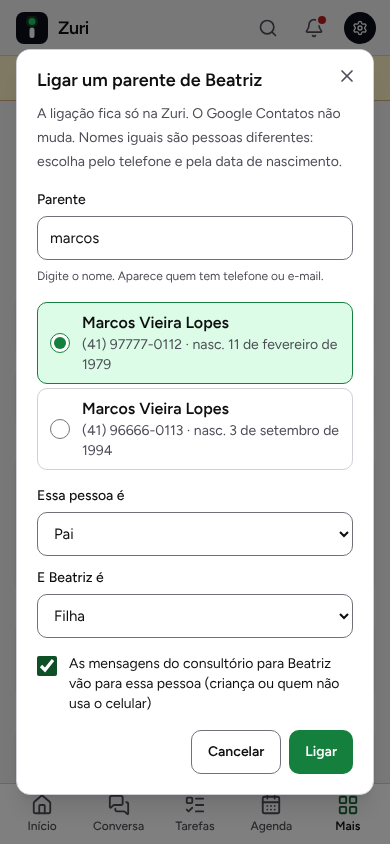 Zuri
Ligar um parente de Beatriz
A ligação fica só na Zuri. O Google Contatos não
muda. Nomes iguais são pessoas diferentes:
escolha pelo telefone e pela data de nascimento.
Parente
marcos
Digite o nome. Aparece quem tem telefone ou e-mail.
Marcos Vieira Lopes
(41) 97777-0112 · nasc. 11 de fevereiro de
1979
Marcos Vieira Lopes
(41) 96666-0113 · nasc. 3 de setembro de
1994
Essa pessoa é
Pai
E Beatriz é
Filha
As mensagens do consultório para Beatriz
vão para essa pessoa (criança ou quem não
usa o celular)
Cancelar
Ligar
Início
Conversa
Tarefas
Agenda
Mais